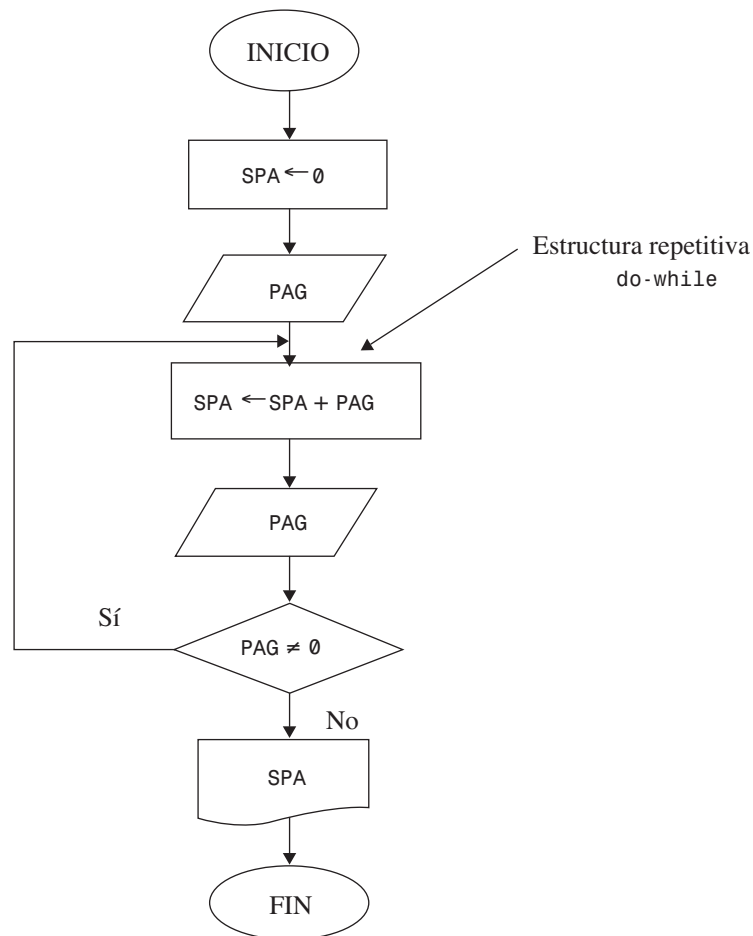 INICIO
SPA ← 0
PAG
Estructura repetitiva
do-while
SPA ← SPA + PAG
PAG
Sí
PAG ≠ 0
No
SPA
FIN